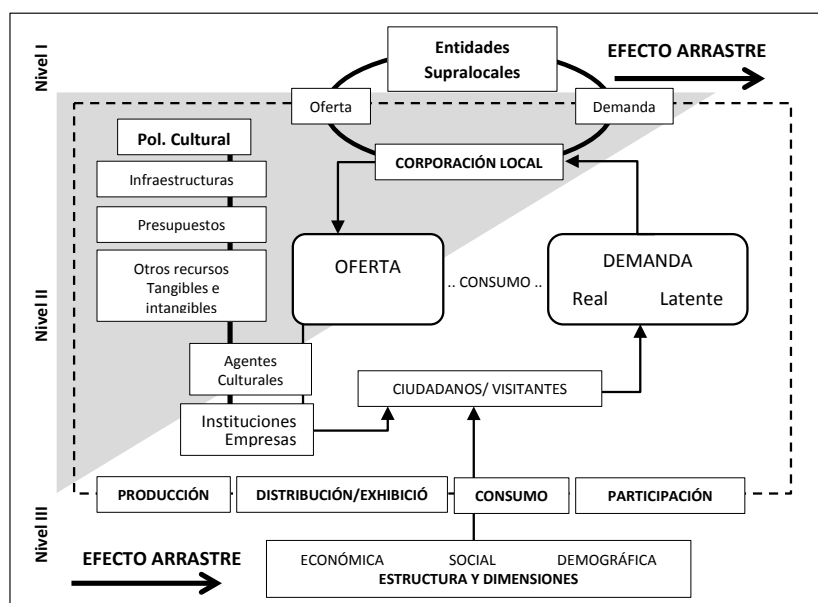 Nivel I
Entidades
Supralocales
EFECTO ARRASTRE
Oferta
Demanda
Pol. Cultural
CORPORACIÓN LOCAL
Infraestructuras
Presupuestos
Otros recursos
Tangibles e
intangibles
Nivel II
OFERTA
.. CONSUMO ..
DEMANDA
Real Latente
Agentes
Culturales
CIUDADANOS/ VISITANTES
Instituciones
Empresas
PRODUCCIÓN
DISTRIBUCIÓN/EXHIBICIÓ
CONSUMO
PARTICIPACIÓN
Nivel III
EFECTO ARRASTRE
ECONÓMICA SOCIAL DEMOGRÁFICA
ESTRUCTURA Y DIMENSIONES